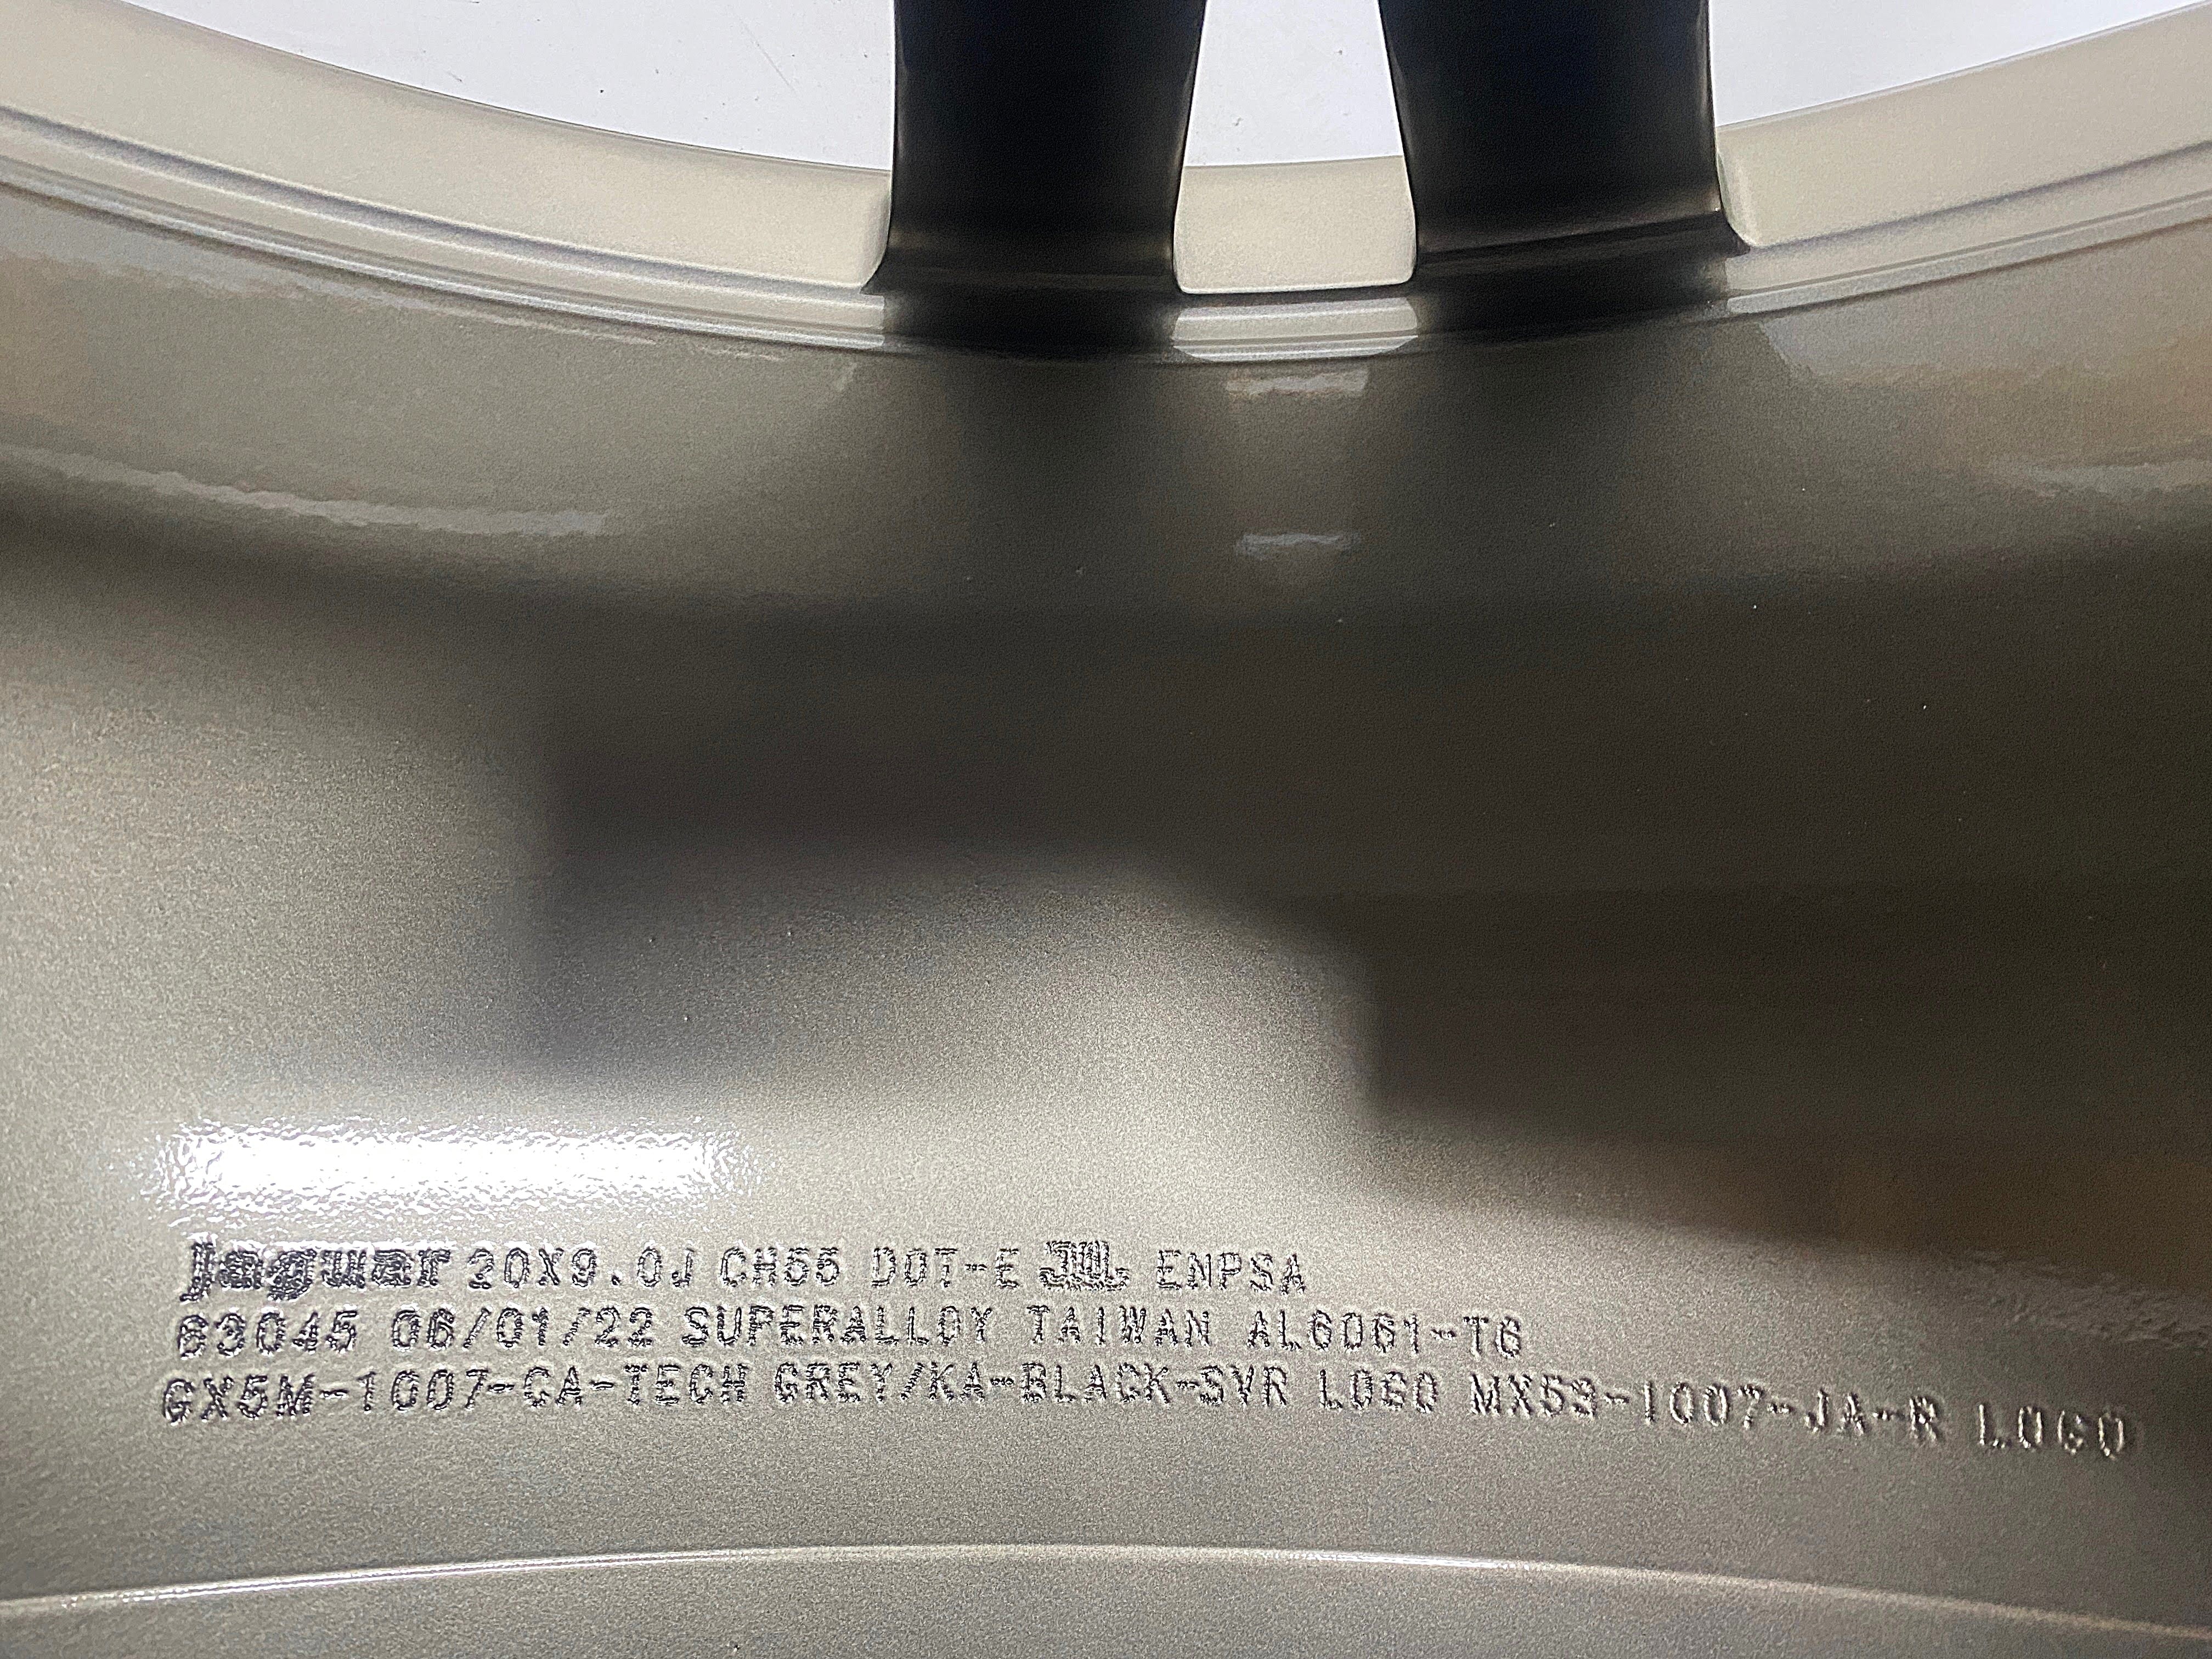 Jaguar 20X9.0J CH55 DOT-E JWL ENPSA
63045 06/01/22 SUPERALLOY TAIWAN AL6061-T6
GX5M-1007-CA-TECH GREY/KA-BLACK-SVR LOGO MX53-1007-JA-R LOGO